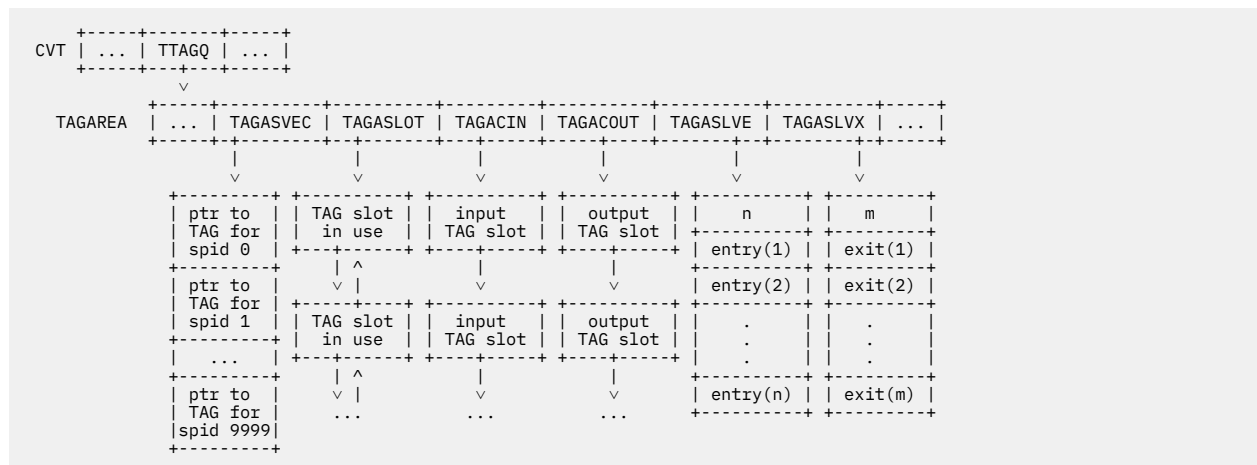 +-----+-------+-----+
CVT | ... | TTAGQ | ... |
     +-----+---+---+-----+
               v
            +-----+----------+----------+---------+----------+----------+----------+-----+
  TAGAREA   | ... | TAGASVEC | TAGASLOT | TAGACIN | TAGACOUT | TAGASLVE | TAGASLVX | ... |
            +-----+-+--------+--+-------+---+-----+-----+----+-------+--+--------+-+-----+
                    |           |           |           |            |           |
                    v           v           v           v            v           v
              +---------+ +-----------+ +-----------+ +-----------+ +----------+ +---------+
              | ptr to  | | TAG slot  | |   input   | |  output   | |    n     | |   m     |
              | TAG for | |  in use   | | TAG slot  | | TAG slot  | +----------+ +---------+
              | spid 0  | +---+-------+ +----+------+ +----+------+ | entry(1) | | exit(1) |
              +---------+     | ^            |             |        +----------+ +---------+
              | ptr to  |     v |            v             v        | entry(2) | | exit(2) |
              | TAG for | +-----+-----+ +-----------+ +-----------+ +----------+ +---------+
              | spid 1  | | TAG slot  | |   input   | |  output   | |    .     | |   .     |
              +---------+ |  in use   | | TAG slot  | | TAG slot  | |    .     | |   .     |
              |   ...   | +---+-------+ +----+------+ +----+------+ |    .     | |   .     |
              +---------+     | ^            |             |        +----------+ +---------+
              | ptr to  |     v |            v             v        | entry(n) | | exit(m) |
              | TAG for |     ...           ...           ...       +----------+ +---------+
              |spid 9999|
              +---------+